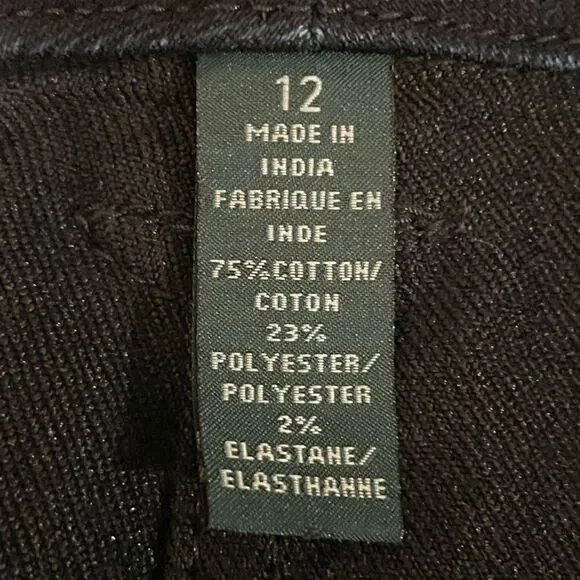 12
MADE IN
INDIA
FABRIQUE EN
INDE
75%COTTON/
COTON
23%
POLYESTER/
POLYESTER
2%
ELASTANE/
ELASTHANNE